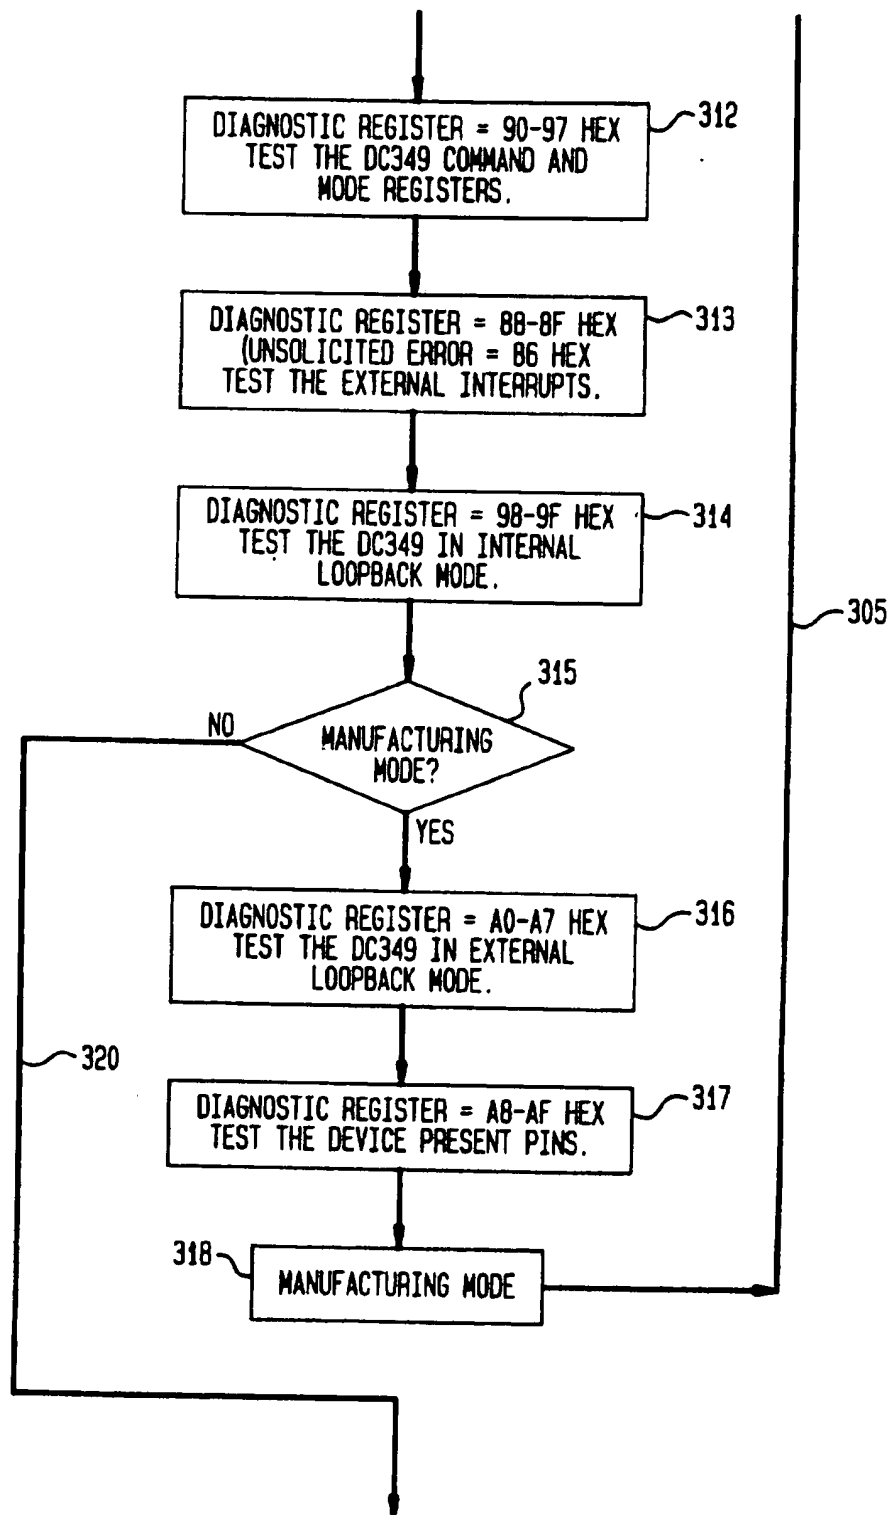 DIAGNOSTIC REGISTER = 90-97 HEX
TEST THE DC349 COMMAND AND
MODE REGISTERS.
312
DIAGNOSTIC REGISTER = 88-8F HEX
(UNSOLICITED ERROR = 86 HEX
TEST THE EXTERNAL INTERRUPTS.
313
DIAGNOSTIC REGISTER = 98-9F HEX
TEST THE DC349 IN INTERNAL
LOOPBACK MODE.
314
305
315
NO
MANUFACTURING
MODE?
YES
DIAGNOSTIC REGISTER = A0-A7 HEX
TEST THE DC349 IN EXTERNAL
LOOPBACK MODE.
316
320
DIAGNOSTIC REGISTER = A8-AF HEX
TEST THE DEVICE PRESENT PINS.
317
318
MANUFACTURING MODE